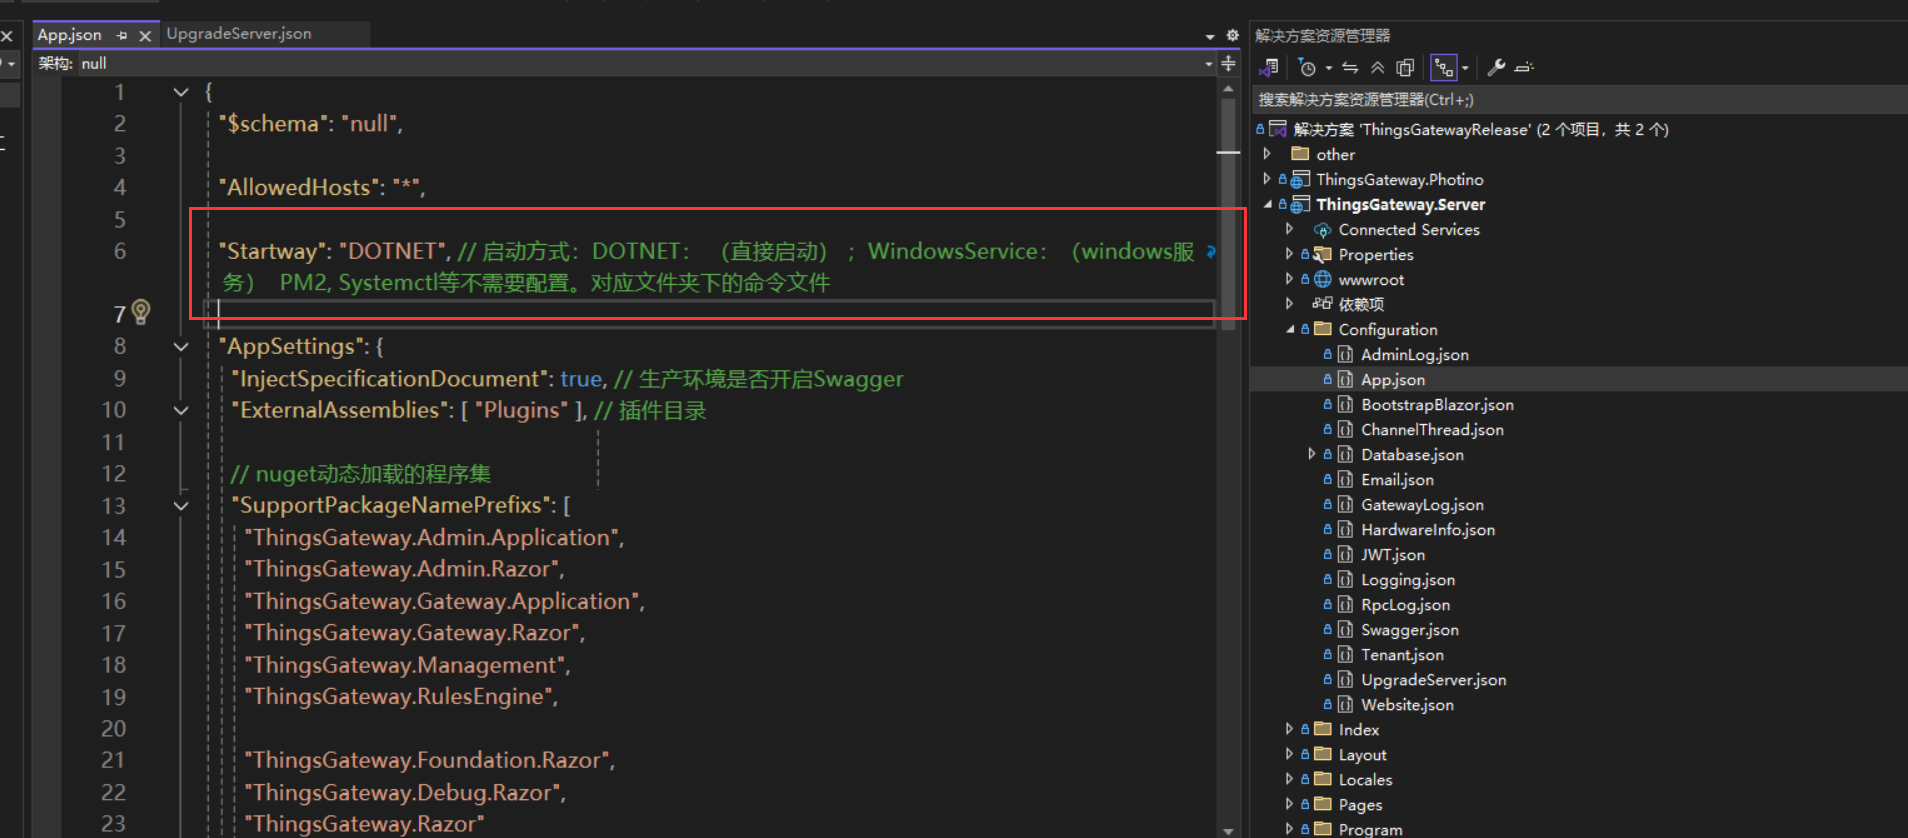 App.json
UpgradeServer.json
架构: null
1 {
2 "$schema": "null",
3
4 "AllowedHosts": "*",
5
6 "Startway": "DOTNET", // 启动方式：DOTNET：（直接启动） ；WindowsService：（windows服
务） PM2, Systemctl等不需要配置。对应文件夹下的命令文件
7
8 "AppSettings": {
9 "InjectSpecificationDocument": true, // 生产环境是否开启Swagger
10 "ExternalAssemblies": [ "Plugins" ], // 插件目录
11
12 // nuget动态加载的程序集
13 "SupportPackageNamePrefixs": [
14 "ThingsGateway.Admin.Application",
15 "ThingsGateway.Admin.Razor",
16 "ThingsGateway.Gateway.Application",
17 "ThingsGateway.Gateway.Razor",
18 "ThingsGateway.Management",
19 "ThingsGateway.RulesEngine",
20
21 "ThingsGateway.Foundation.Razor",
22 "ThingsGateway.Debug.Razor",
23 "ThingsGateway.Razor"
解决方案资源管理器
搜索解决方案资源管理器(Ctrl+;)
解决方案 'ThingsGatewayRelease' (2 个项目，共 2 个)
other
ThingsGateway.Photino
ThingsGateway.Server
Connected Services
Properties
wwwroot
依赖项
Configuration
AdminLog.json
App.json
BootstrapBlazor.json
ChannelThread.json
Database.json
Email.json
GatewayLog.json
HardwareInfo.json
JWT.json
Logging.json
RpcLog.json
Swagger.json
Tenant.json
UpgradeServer.json
Website.json
Index
Layout
Locales
Pages
Program